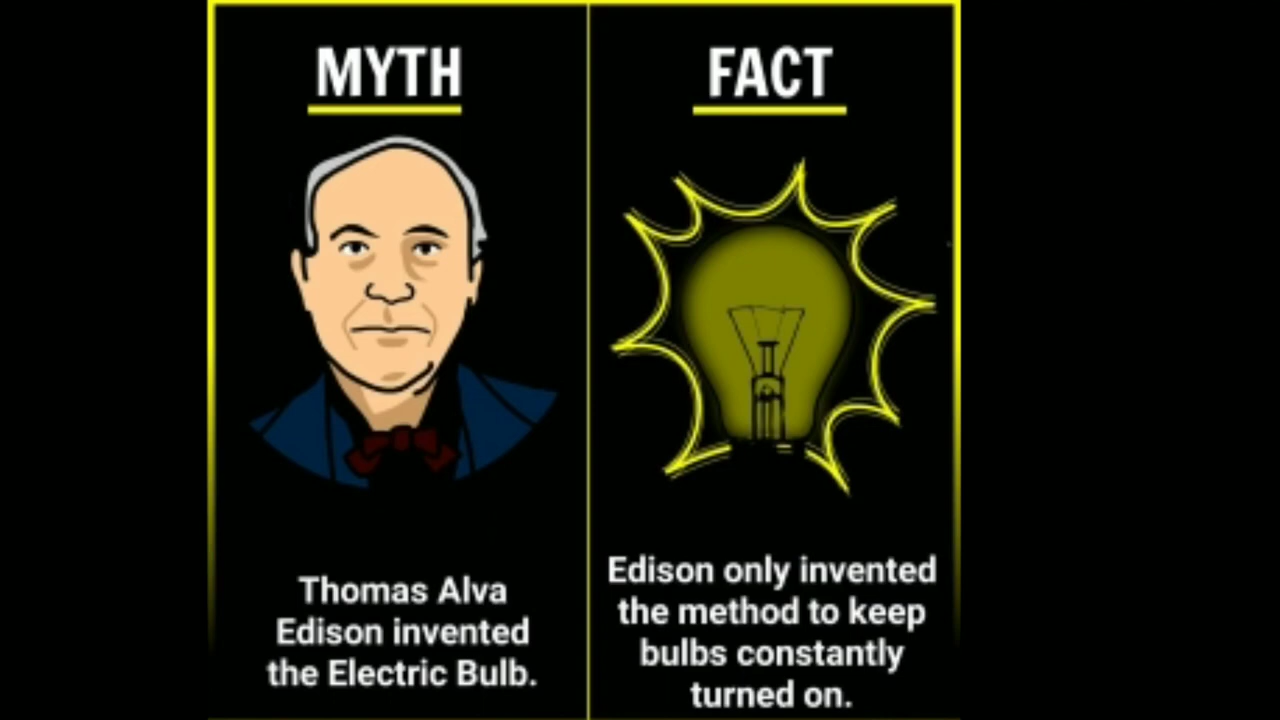 MYTH
Thomas Alva
Edison invented
the Electric Bulb.
FACT
Edison only invented
the method to keep
bulbs constantly
turned on.